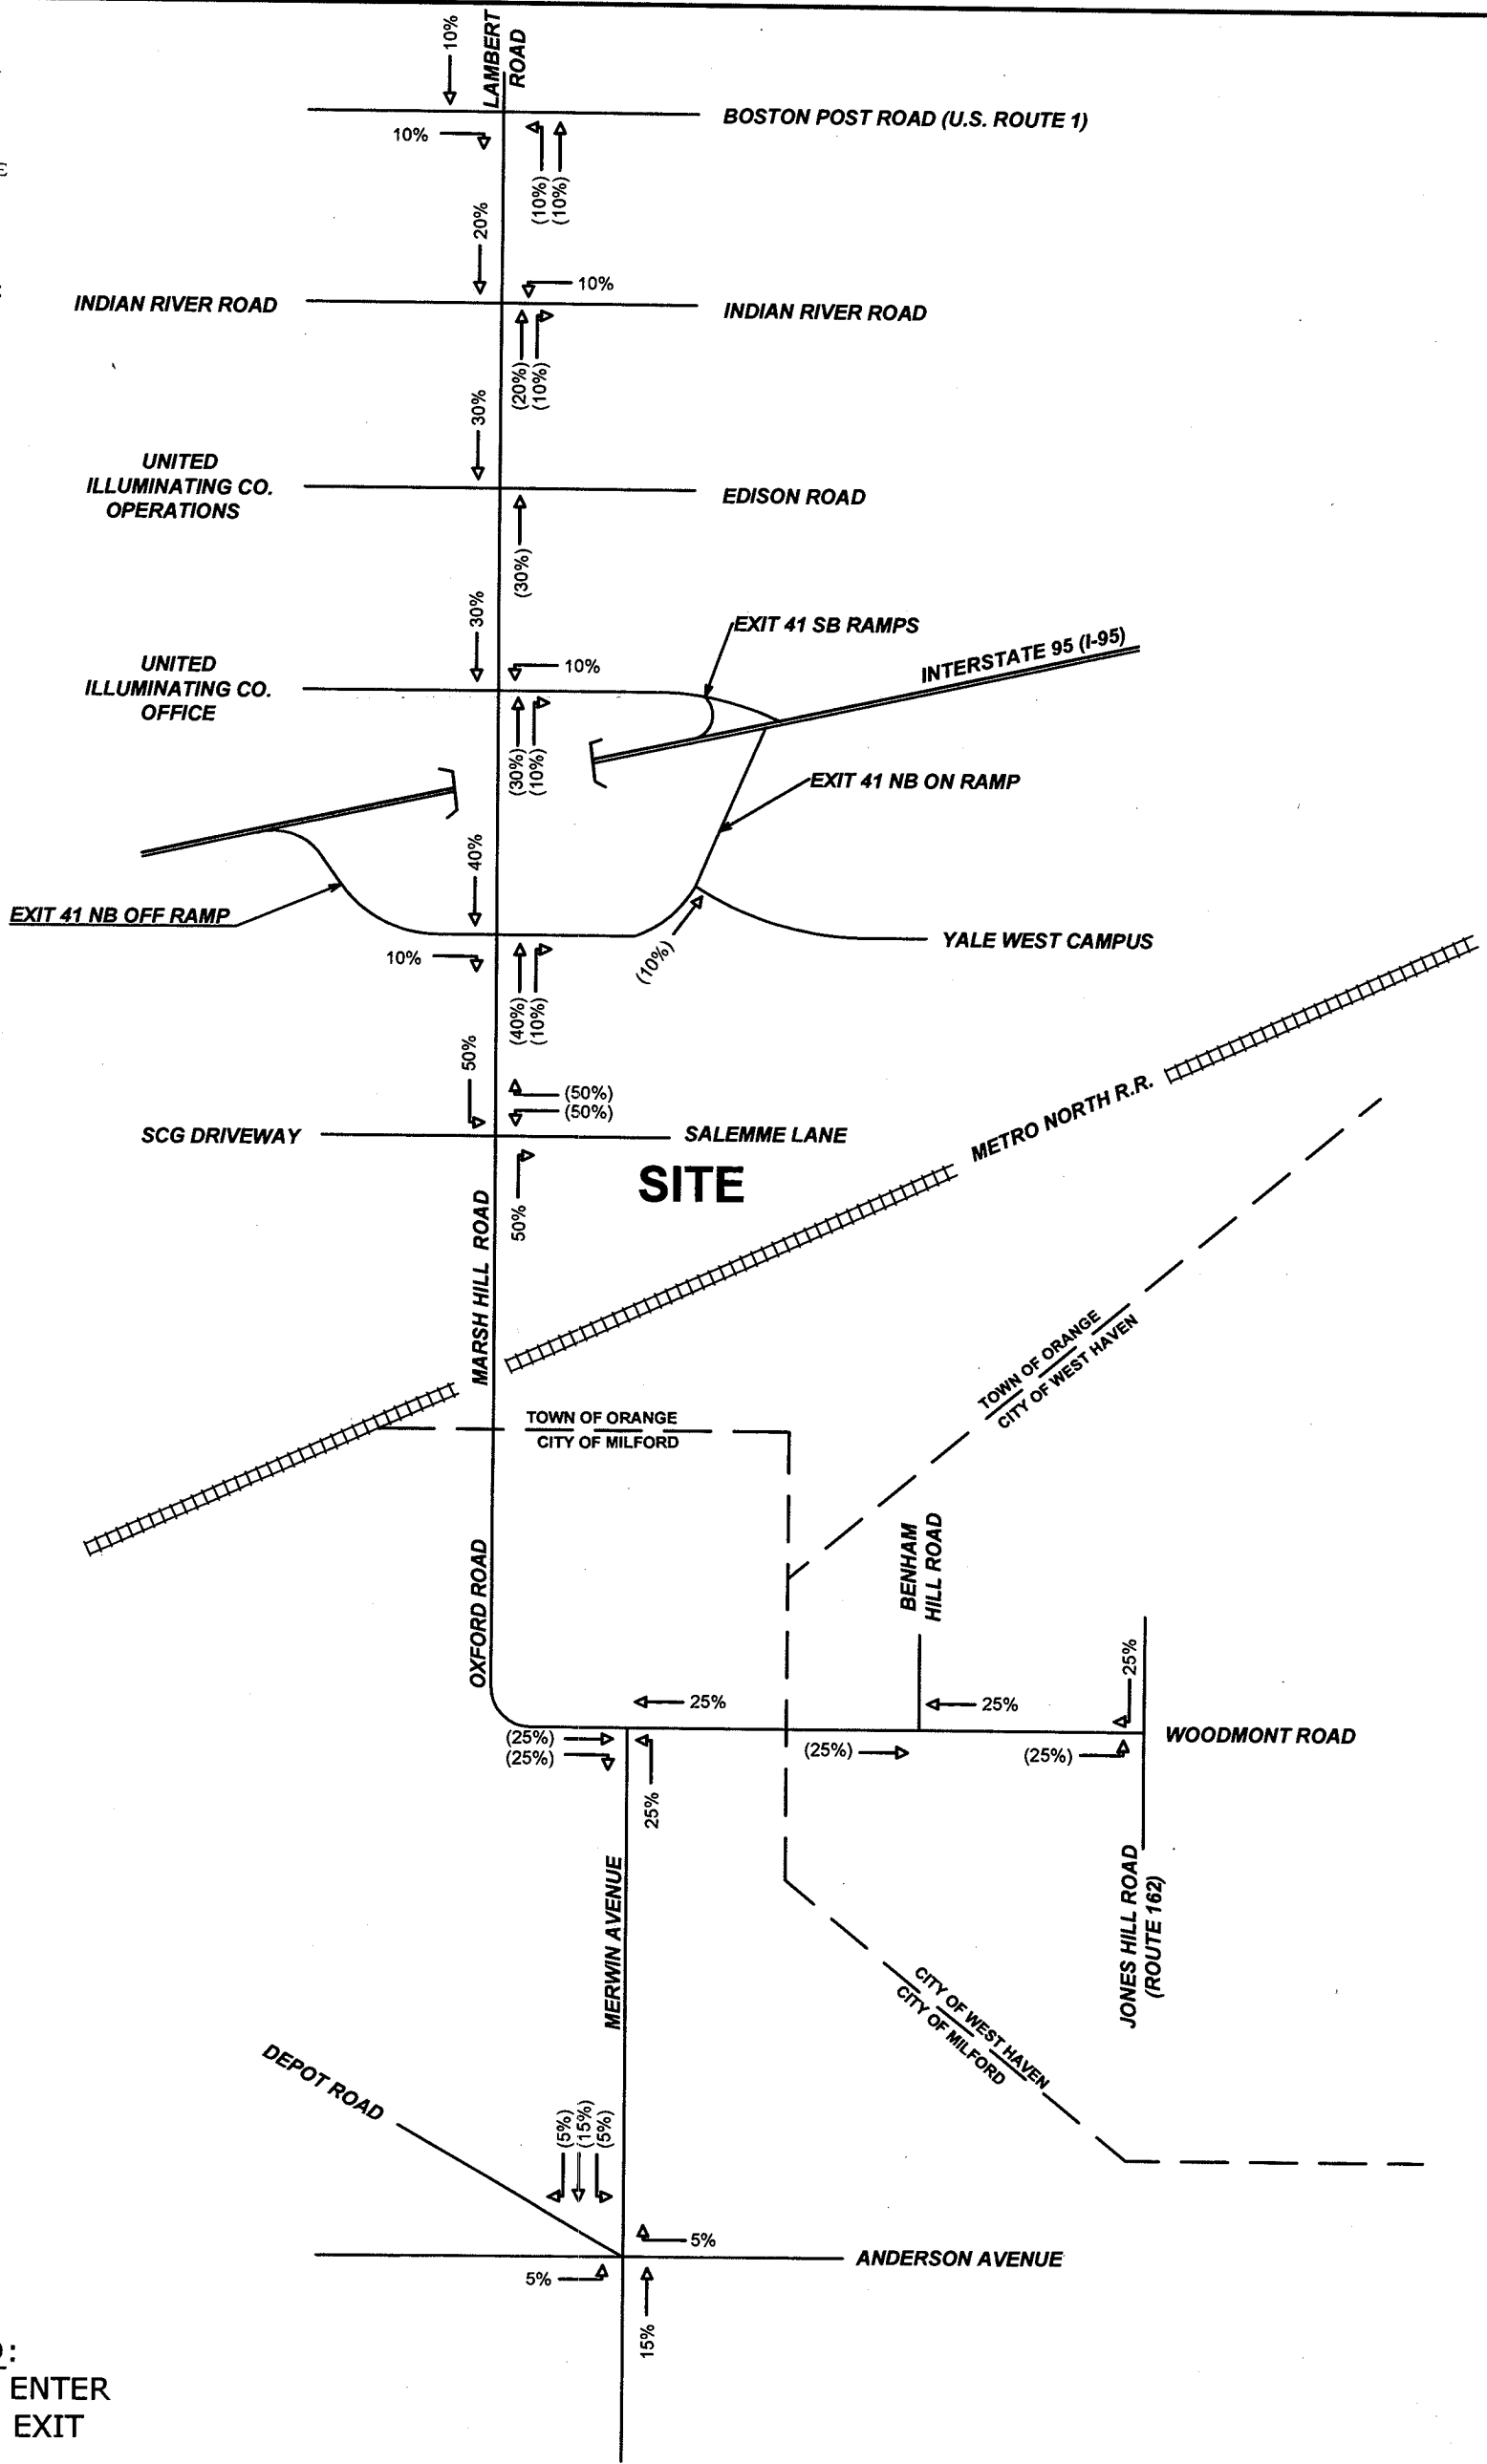 10%
LAMBERT
ROAD
BOSTON POST ROAD (U.S. ROUTE 1)
10%
(10%)
(10%)
E
20%
10%
INDIAN RIVER ROAD
INDIAN RIVER ROAD
:
(20%)
(10%)
30%
UNITED
ILLUMINATING CO.
OPERATIONS
EDISON ROAD
(30%)
30%
EXIT 41 SB RAMPS
INTERSTATE 95 (I-95)
UNITED
ILLUMINATING CO.
OFFICE
10%
(30%)
(10%)
EXIT 41 NB ON RAMP
40%
EXIT 41 NB OFF RAMP
YALE WEST CAMPUS
10%
(10%)
(40%)
(10%)
50%
(50%)
(50%)
METRO NORTH R.R.
SCG DRIVEWAY
SALEMME LANE
SITE
50%
MARSH HILL ROAD
TOWN OF ORANGE
CITY OF WEST HAVEN
TOWN OF ORANGE
CITY OF MILFORD
OXFORD ROAD
BENHAM
HILL ROAD
25%
25%
25%
WOODMONT ROAD
(25%)
(25%)
(25%)
(25%)
25%
MERWIN AVENUE
JONES HILL ROAD
(ROUTE 162)
CITY OF WEST HAVEN
CITY OF MILFORD
DEPOT ROAD
(5%)
(15%)
(5%)
5%
ANDERSON AVENUE
5%
15%
:
ENTER
EXIT